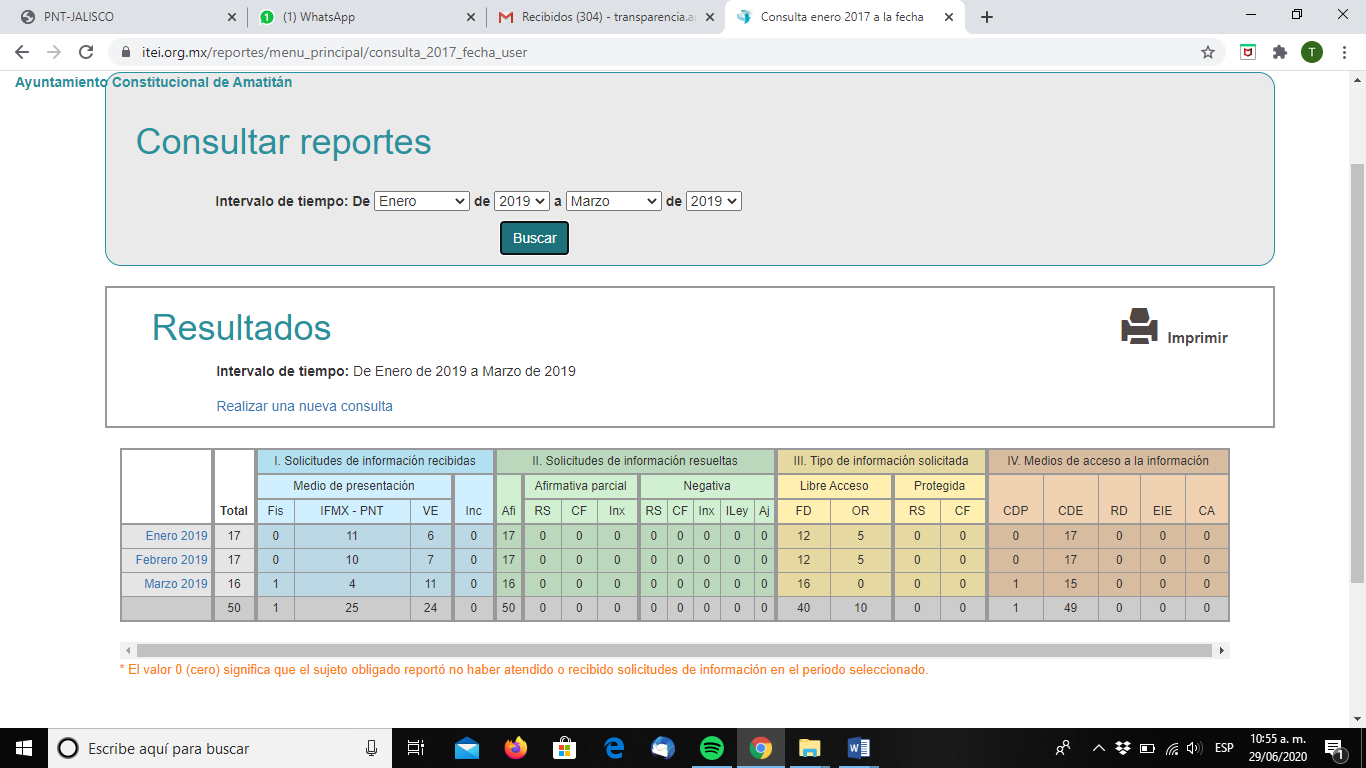 PNT-JALISCO
(1) WhatsApp
Recibidos (304) - transparencia.a
Consulta enero 2017 a la fecha
itei.org.mx/reportes/menu_principal/consulta_2017_fecha_user
T
Ayuntamiento Constitucional de Amatitán
Consultar reportes
Intervalo de tiempo: De Enero de 2019 a Marzo de 2019
Buscar
Resultados
Imprimir
Intervalo de tiempo: De Enero de 2019 a Marzo de 2019
Realizar una nueva consulta
I. Solicitudes de información recibidas II. Solicitudes de información resueltas III. Tipo de información solicitada IV. Medios de acceso a la información
Medio de presentación Afirmativa parcial Negativa Libre Acceso Protegida
Total Fis IFMX - PNT VE Inc Afi RS CF Inx RS CF Inx ILey Aj FD OR RS CF CDP CDE RD EIE CA
Enero 2019 17 0 11 6 0 17 0 0 0 0 0 0 0 0 12 5 0 0 0 17 0 0 0
Febrero 2019 17 0 10 7 0 17 0 0 0 0 0 0 0 0 12 5 0 0 0 17 0 0 0
Marzo 2019 16 1 4 11 0 16 0 0 0 0 0 0 0 0 16 0 0 0 1 15 0 0 0
50 1 25 24 0 50 0 0 0 0 0 0 0 0 40 10 0 0 1 49 0 0 0
* El valor 0 (cero) significa que el sujeto obligado reportó no haber atendido o recibido solicitudes de información en el periodo seleccionado.
Escribe aquí para buscar
ESP
10:55 a. m.
29/06/2020
1